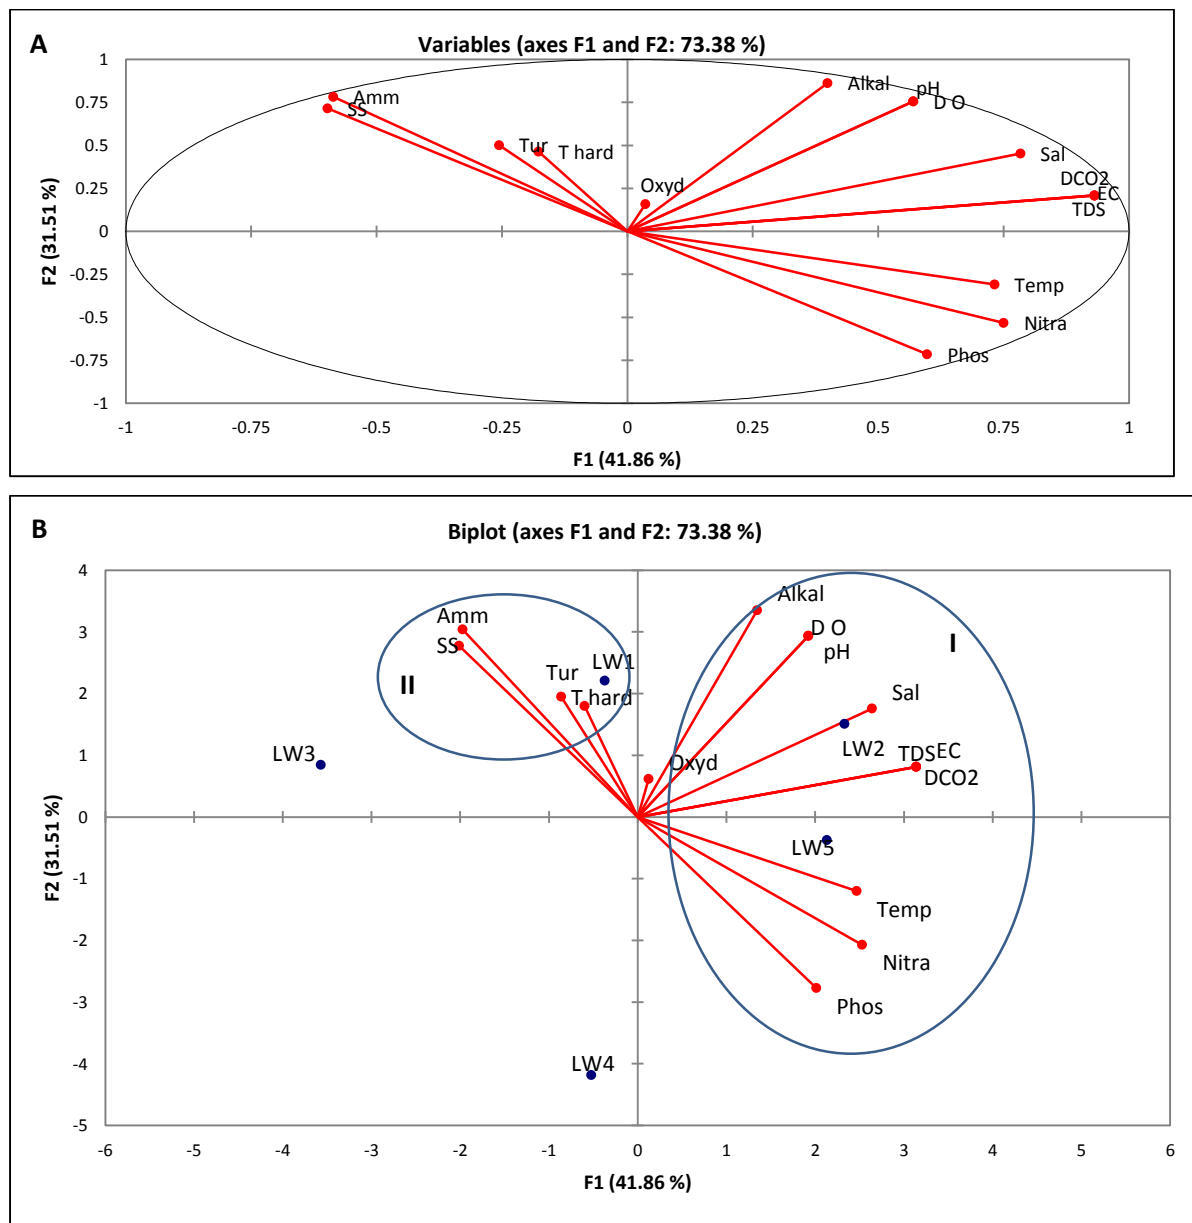 A
Variables (axes F1 and F2: 73.38 %)
F2 (31.51 %)
1
0.75
0.5
0.25
0
-0.25
-0.5
-0.75
-1
Amm
SS
Tur
T hard
Oxyd
Alkal
pH
D O
Sal
DCO2
EC
TDS
Temp
Nitra
Phos
-1 -0.75 -0.5 -0.25 0 0.25 0.5 0.75 1
F1 (41.86 %)
B
Biplot (axes F1 and F2: 73.38 %)
F2 (31.51 %)
4
3
2
1
0
-1
-2
-3
-4
-5
Amm
SS
II
Tur
LW1
T hard
LW3
Oxyd
Alkal
D O
pH
I
Sal
LW2
TDS
EC
DCO2
LW5
Temp
Nitra
Phos
LW4
-6 -5 -4 -3 -2 -1 0 1 2 3 4 5 6
F1 (41.86 %)